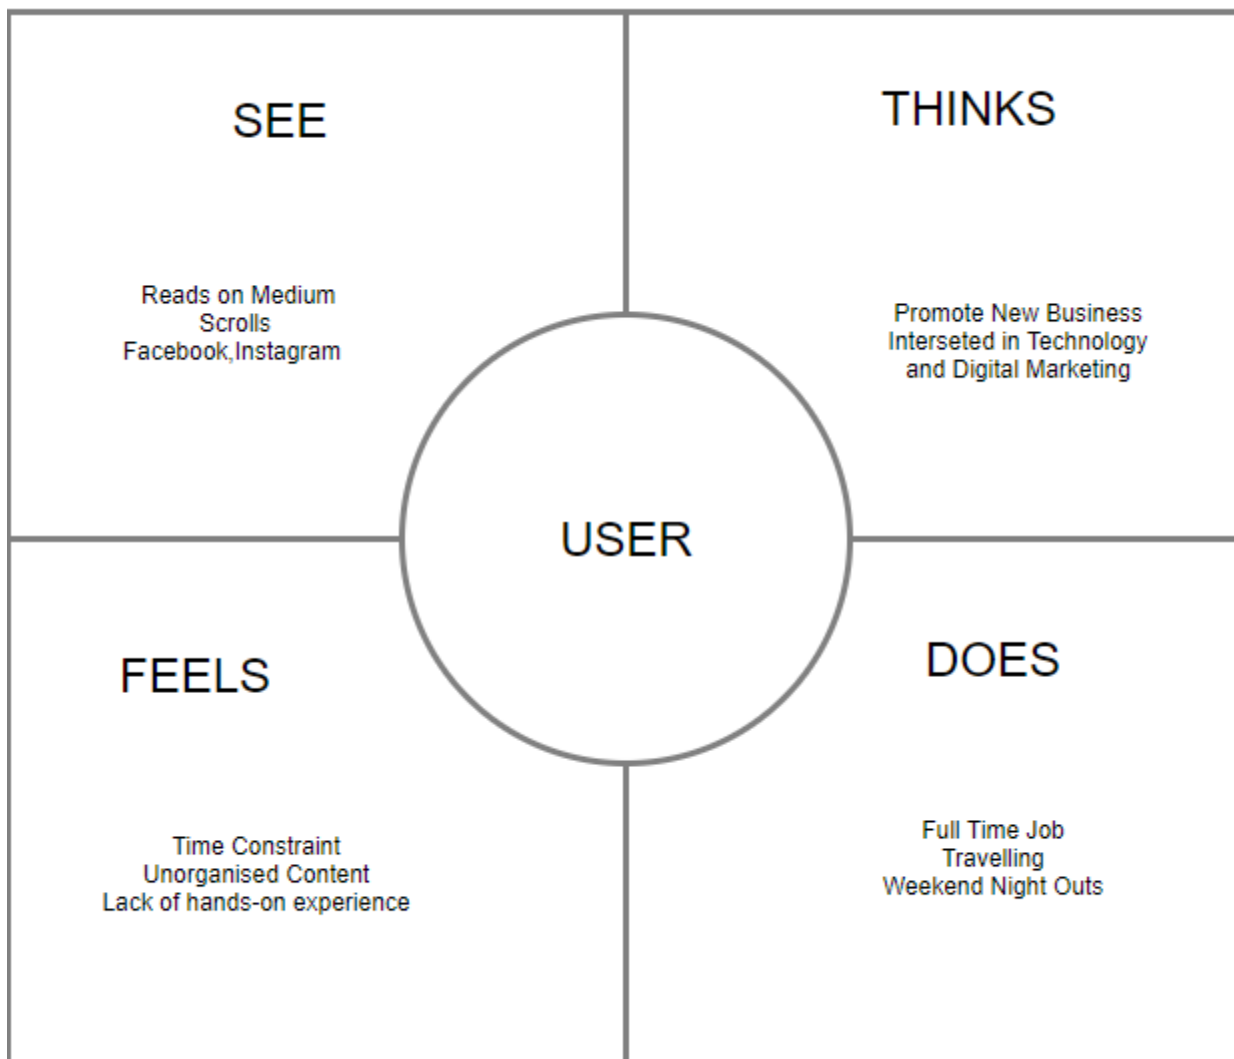 SEE
Reads on Medium
Scrolls
Facebook,Instagram
THINKS
Promote New Business
Interseted in Technology
and Digital Marketing
USER
FEELS
Time Constraint
Unorganised Content
Lack of hands-on experience
DOES
Full Time Job
Travelling
Weekend Night Outs